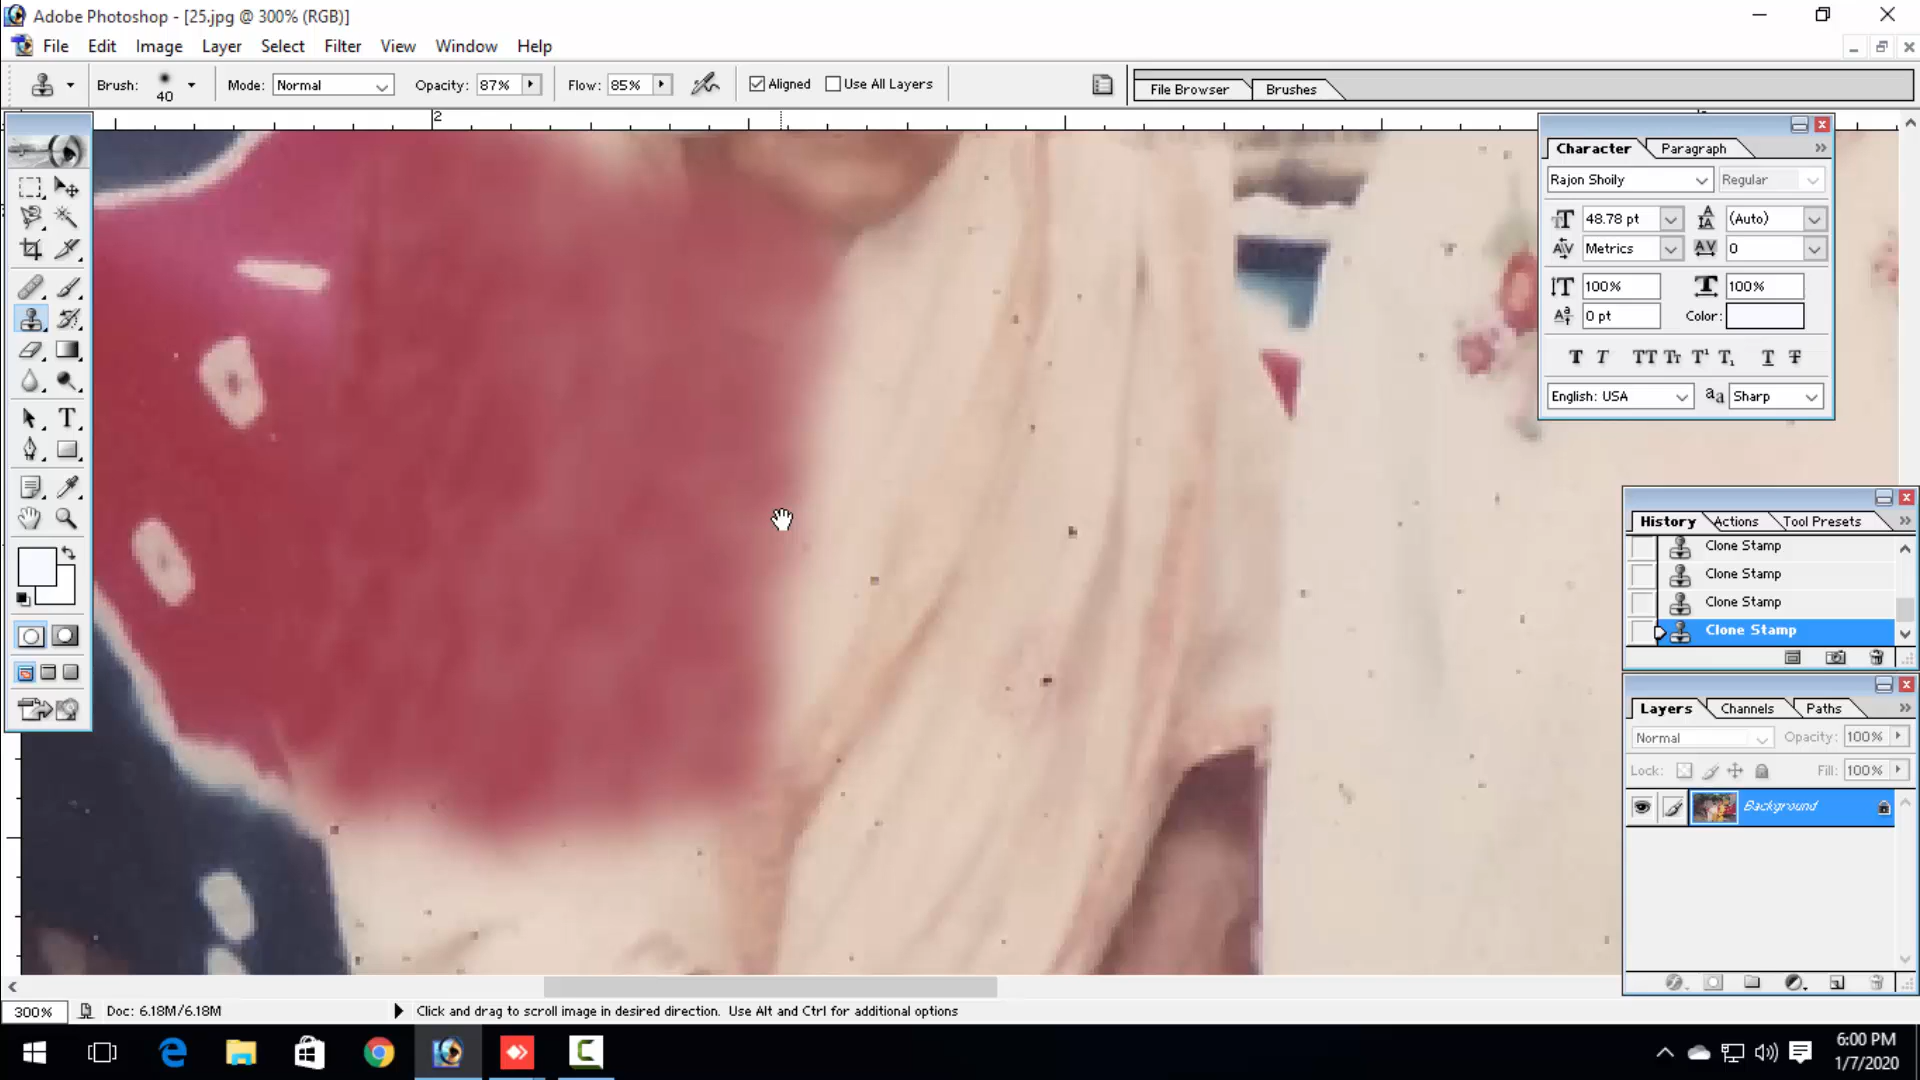 Adobe Photoshop - [25.jpg @ 300% (RGB)]
File Edit Image Layer Select Filter View Window Help
Brush: 40 Mode: Normal Opacity: 87% Flow: 85% Aligned Use All Layers File Browser Brushes
2
Character Paragraph
Rajon Shoily Regular
48.78 pt (Auto)
Metrics 0
100% 100%
0 pt Color:
T T TT Tr T¹ T₁ T T
English: USA aa Sharp
History Actions Tool Presets
Clone Stamp
Clone Stamp
Clone Stamp
Clone Stamp
Layers Channels Paths
Normal Opacity: 100%
Lock: Fill: 100%
Background
300% Doc: 6.18M/6.18M Click and drag to scroll image in desired direction. Use Alt and Ctrl for additional options
6:00 PM
1/7/2020